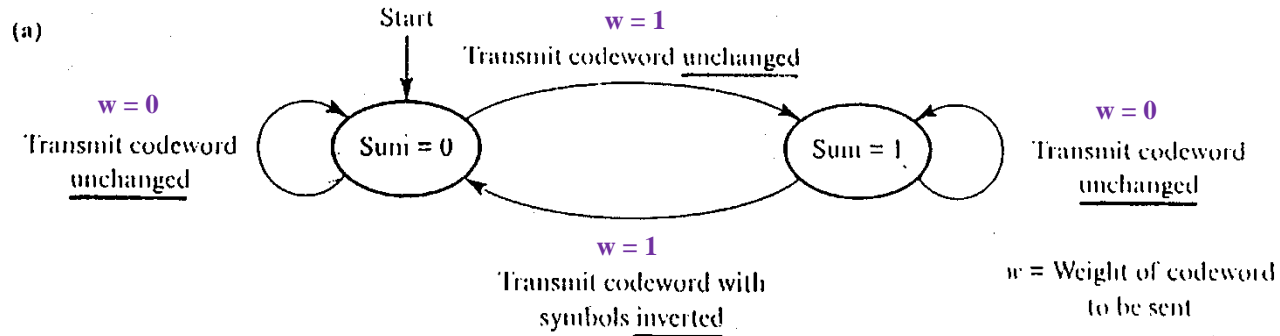 (a)
Start
w = 1
Transmit codeword unchanged
w = 0
Transmit codeword
unchanged
Sum = 0
Sum = 1
w = 0
Transmit codeword
unchanged
w = 1
Transmit codeword with
symbols inverted
w = Weight of codeword
to be sent